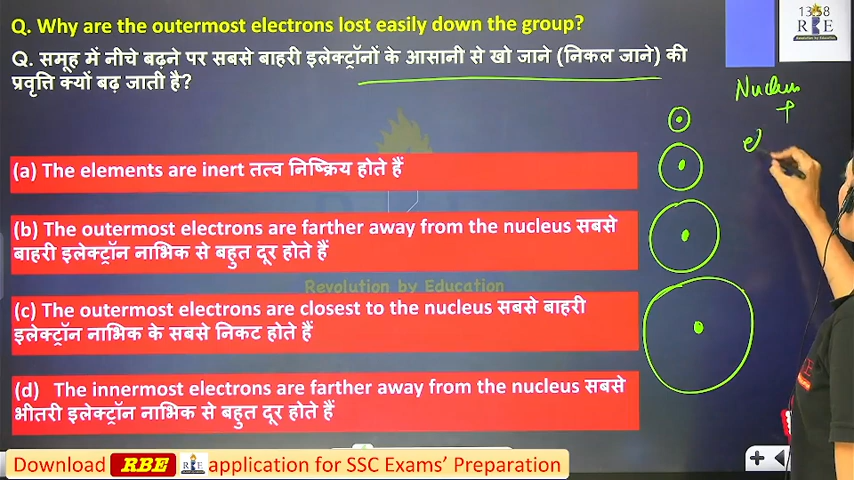 Q. Why are the outermost electrons lost easily down the group?
Q. समूह में नीचे बढ़ने पर सबसे बाहरी इलेक्ट्रॉनों के आसानी से खो जाने (निकल जाने) की
प्रवृत्ति क्यों बढ़ जाती है?
(a) The elements are inert तत्व निष्क्रिय होते हैं
(b) The outermost electrons are farther away from the nucleus सबसे
बाहरी इलेक्ट्रॉन नाभिक से बहुत दूर होते हैं
Revolution by Education
(c) The outermost electrons are closest to the nucleus सबसे बाहरी
इलेक्ट्रॉन नाभिक के सबसे निकट होते हैं
(d) The innermost electrons are farther away from the nucleus सबसे
भीतरी इलेक्ट्रॉन नाभिक से बहुत दूर होते हैं
13:58
RBE
Revolution by Education
Nucleus
+
e
Download RBE RBE application for SSC Exams’ Preparation